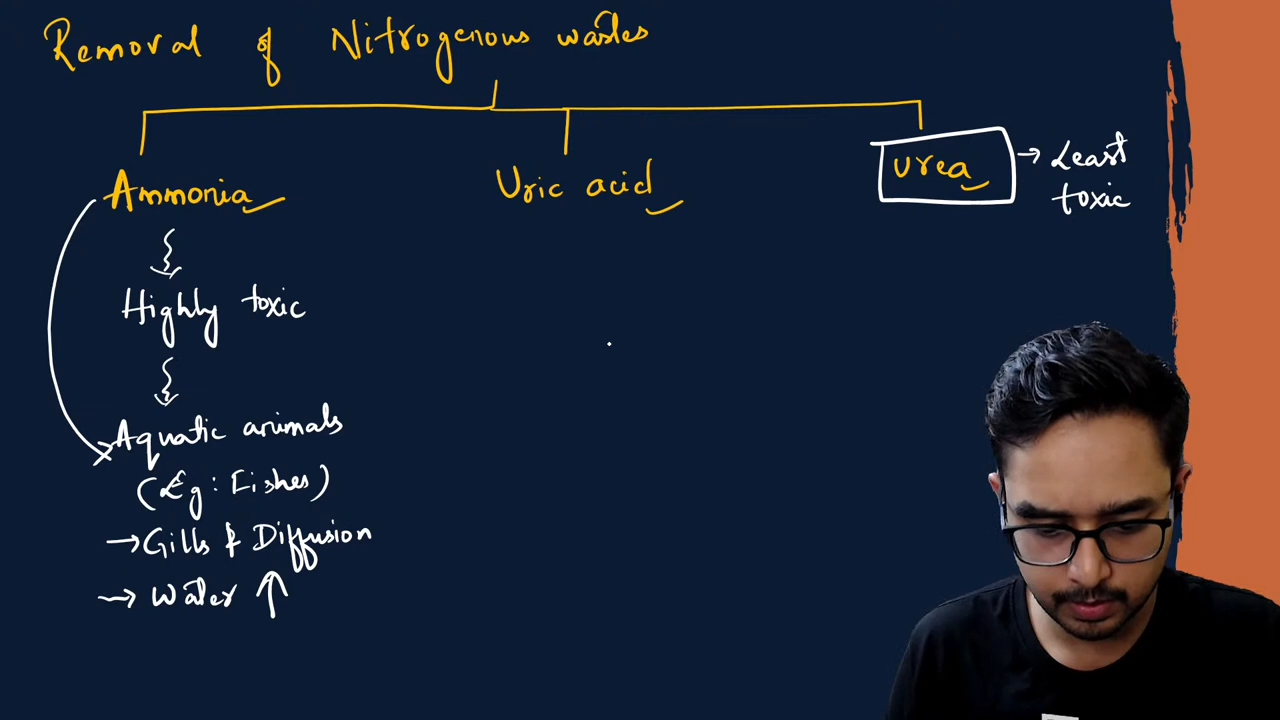 Removal of Nitrogenous wastes
Ammonia
Uric acid
Urea
→ Least
toxic
Highly toxic
Aquatic animals
(Eg: Fishes)
→ Gills & Diffusion
→ Water ↑